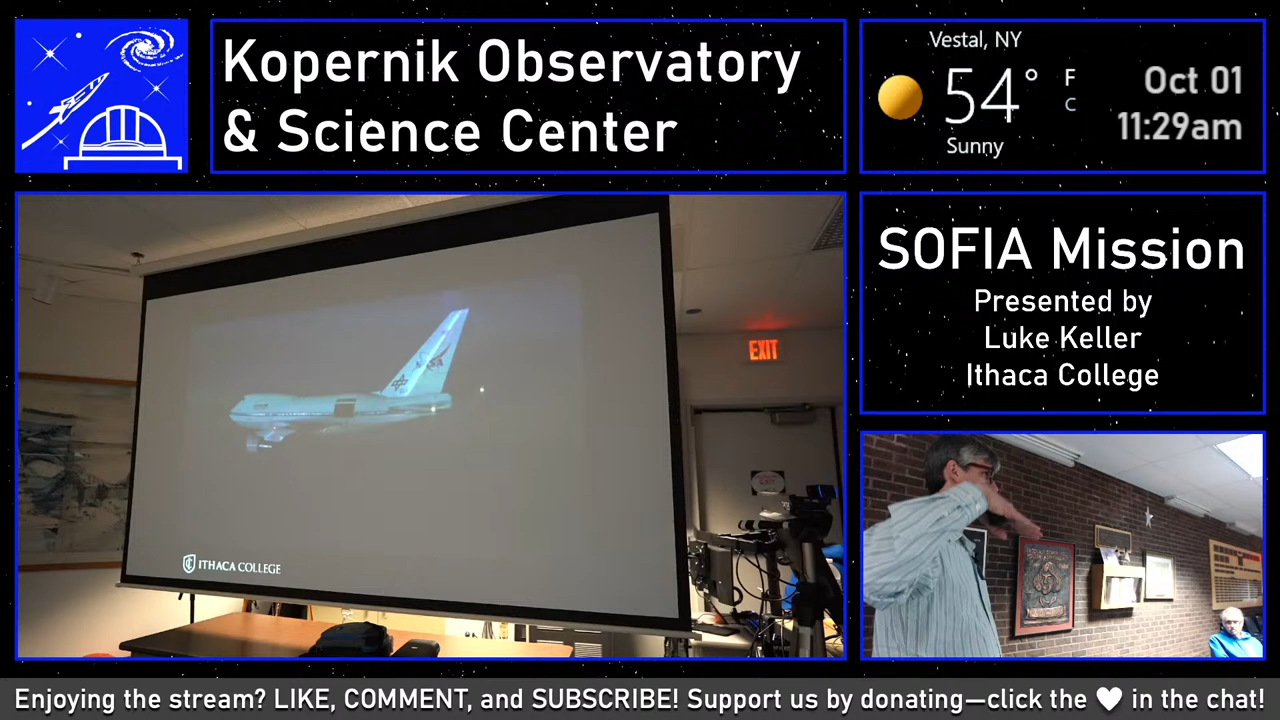 Kopernik Observatory
& Science Center
Vestal, NY
54° F
C
Sunny
Oct 01
11:29am
SOFIA Mission
Presented by
Luke Keller
Ithaca College
NASA
ITHACA COLLEGE
EXIT
EXIT
Enjoying the stream? LIKE, COMMENT, and SUBSCRIBE! Support us by donating—click the ♥ in the chat!